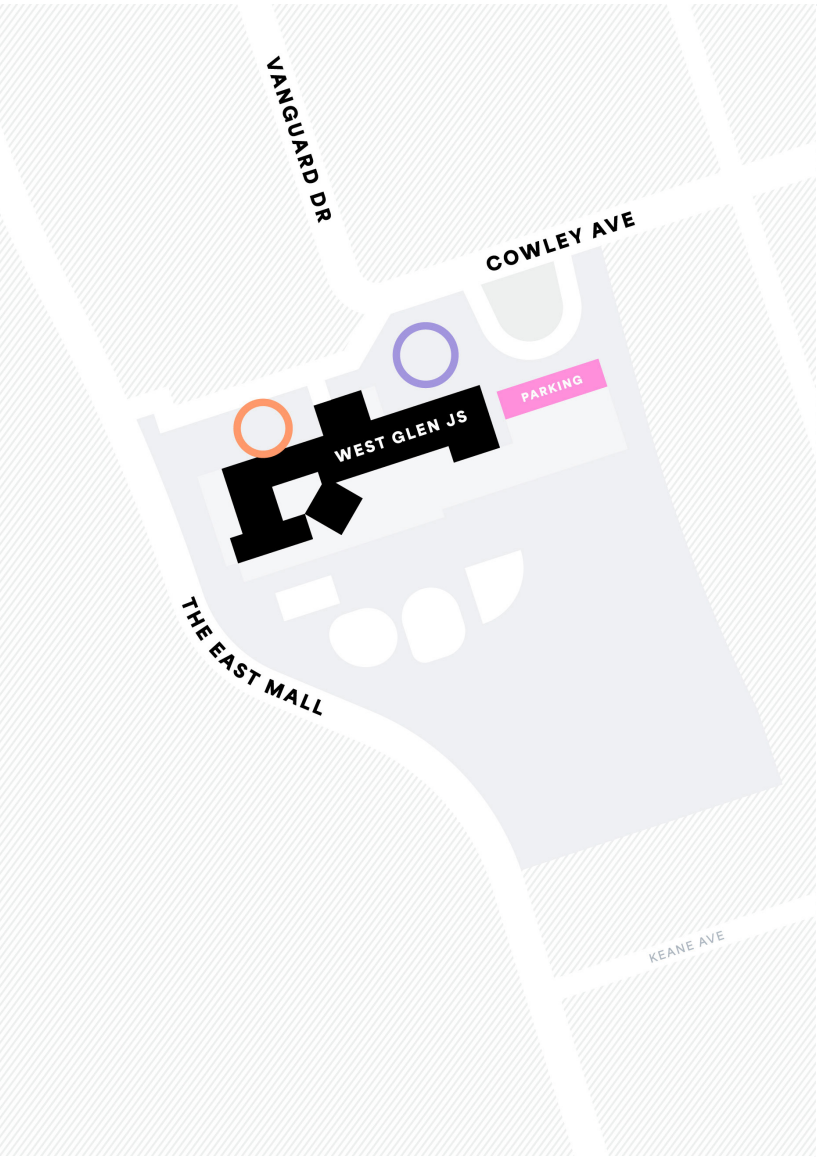 VANGUARD DR
COWLEY AVE
PARKING
WEST GLEN JS
THE EAST MALL
KEANE AVE